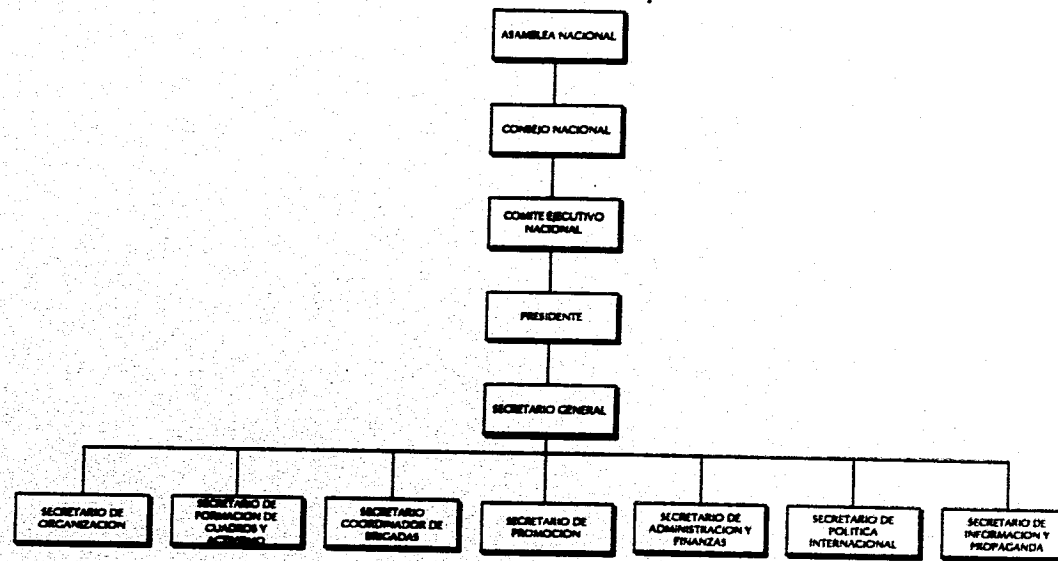 ASAMBLEA NACIONAL
CONSEJO NACIONAL
COMITE EJECUTIVO
NACIONAL
PRESIDENTE
SECRETARIO GENERAL
SECRETARIO DE
ORGANIZACION
SECRETARIO DE
FORMACION DE
CUADROS Y
ACTIVISMO
SECRETARIO
COORDINADOR DE
BRIGADAS
SECRETARIO DE
PROMOCION
SECRETARIO DE
ADMINISTRACION Y
FINANZAS
SECRETARIO DE
POLITICA
INTERNACIONAL
SECRETARIO DE
INFORMACION Y
PROPAGANDA